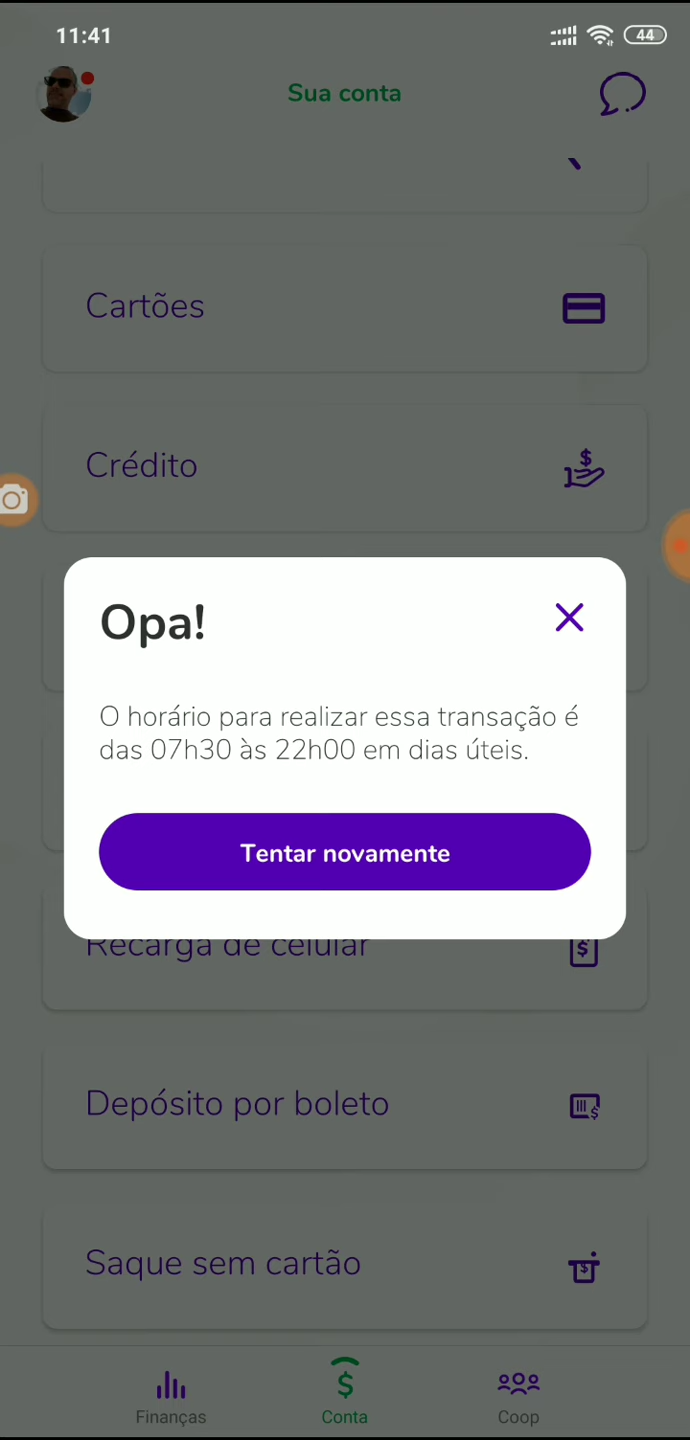 11:41
44
Sua conta
Cartões
Crédito
$
Opa!
O horário para realizar essa transação é
das 07h30 às 22h00 em dias úteis.
Tentar novamente
Recarga de celular
$
Depósito por boleto
$
Saque sem cartão
$
$
Finanças
Conta
Coop